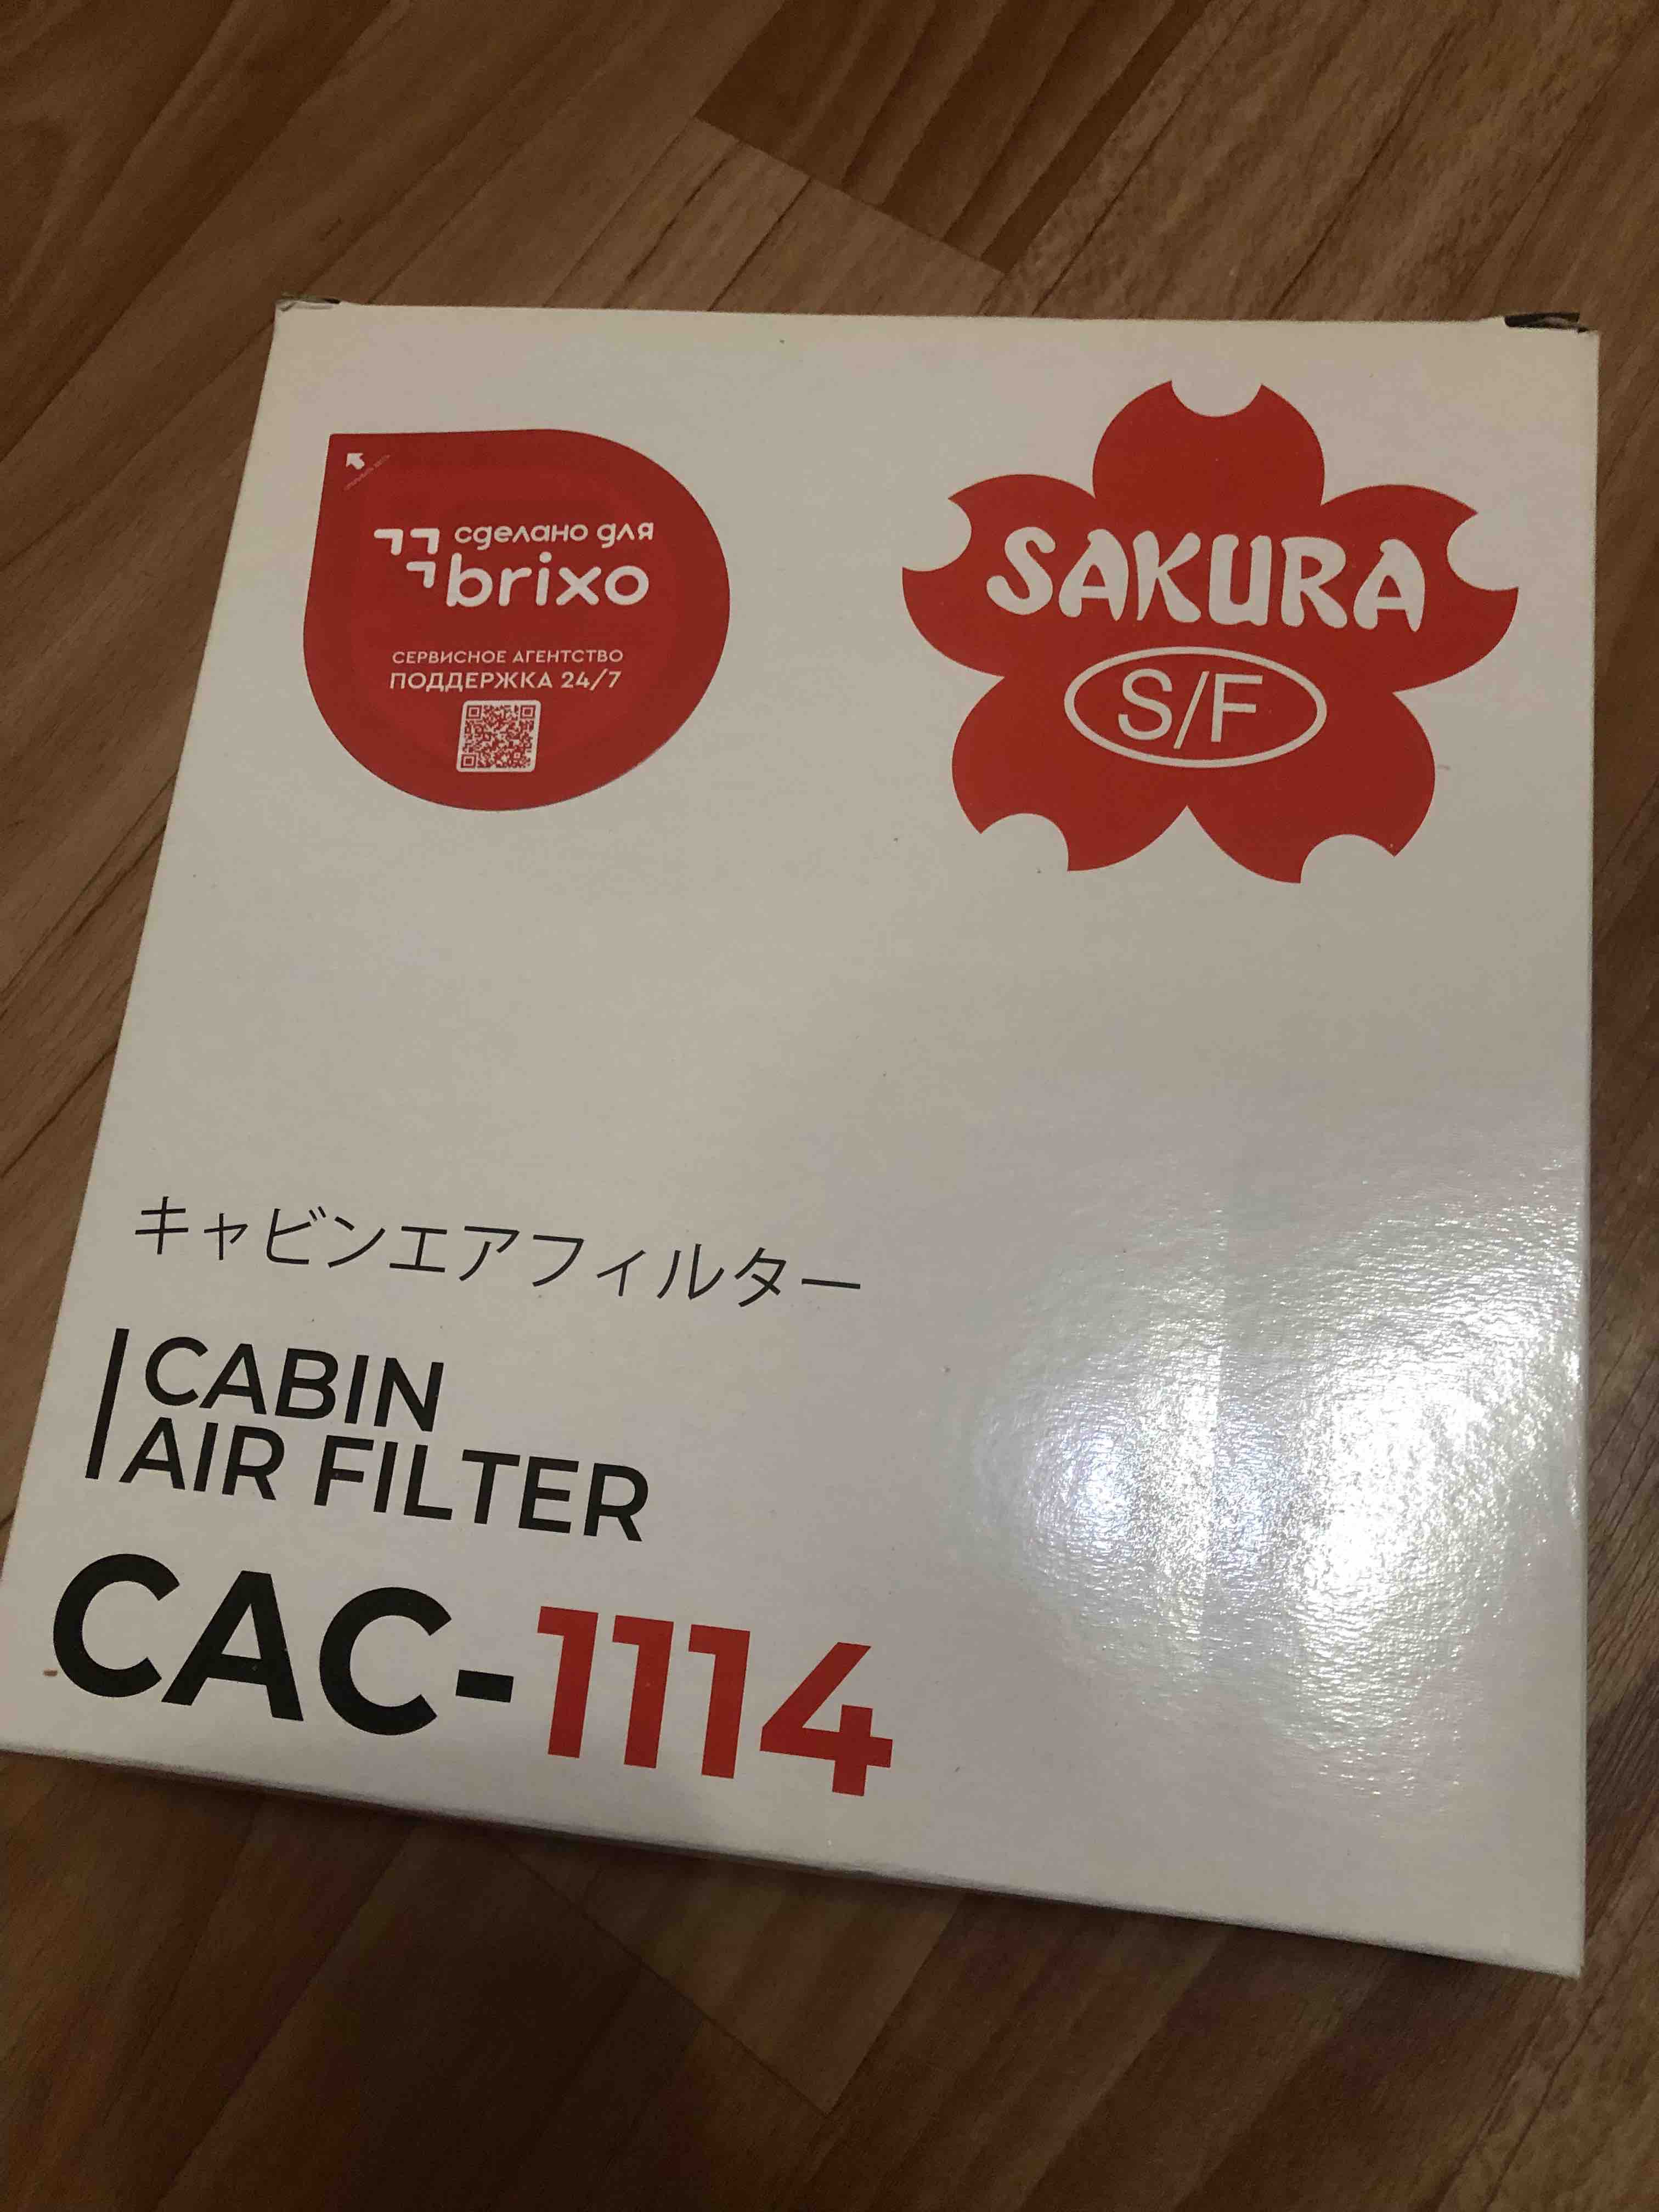 сделано для
brixo
СЕРВИСНОЕ АГЕНТСТВО
ПОДДЕРЖКА 24/7
SAKURA
S/F
キャビンエアフィルター
CABIN
AIR FILTER
CAC-1114